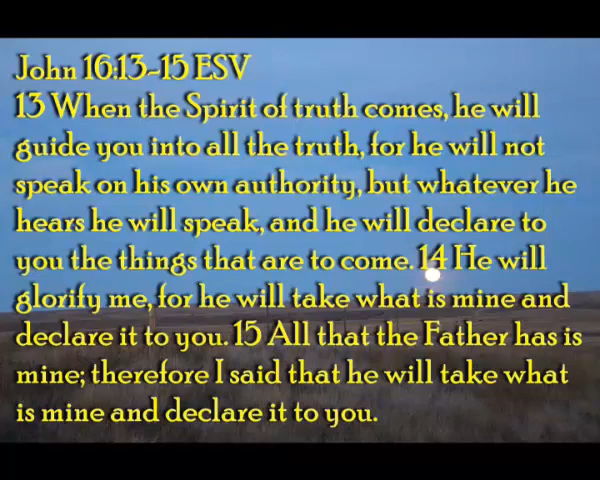 John 16:13-15 ESV
13 When the Spirit of truth comes, he will
guide you into all the truth, for he will not
speak on his own authority, but whatever he
hears he will speak, and he will declare to
you the things that are to come. 14 He will
glorify me, for he will take what is mine and
declare it to you. 15 All that the Father has is
mine; therefore I said that he will take what
is mine and declare it to you.